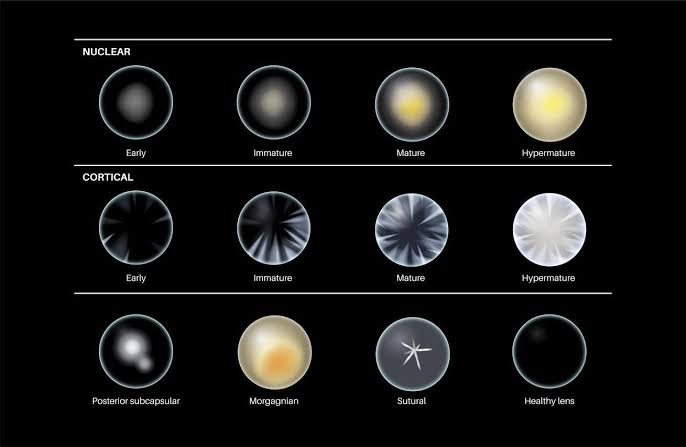 NUCLEAR
Early
Immature
Mature
Hypermature
CORTICAL
Early
Immature
Mature
Hypermature
Posterior subcapsular
Morgagnian
Sutural
Healthy lens